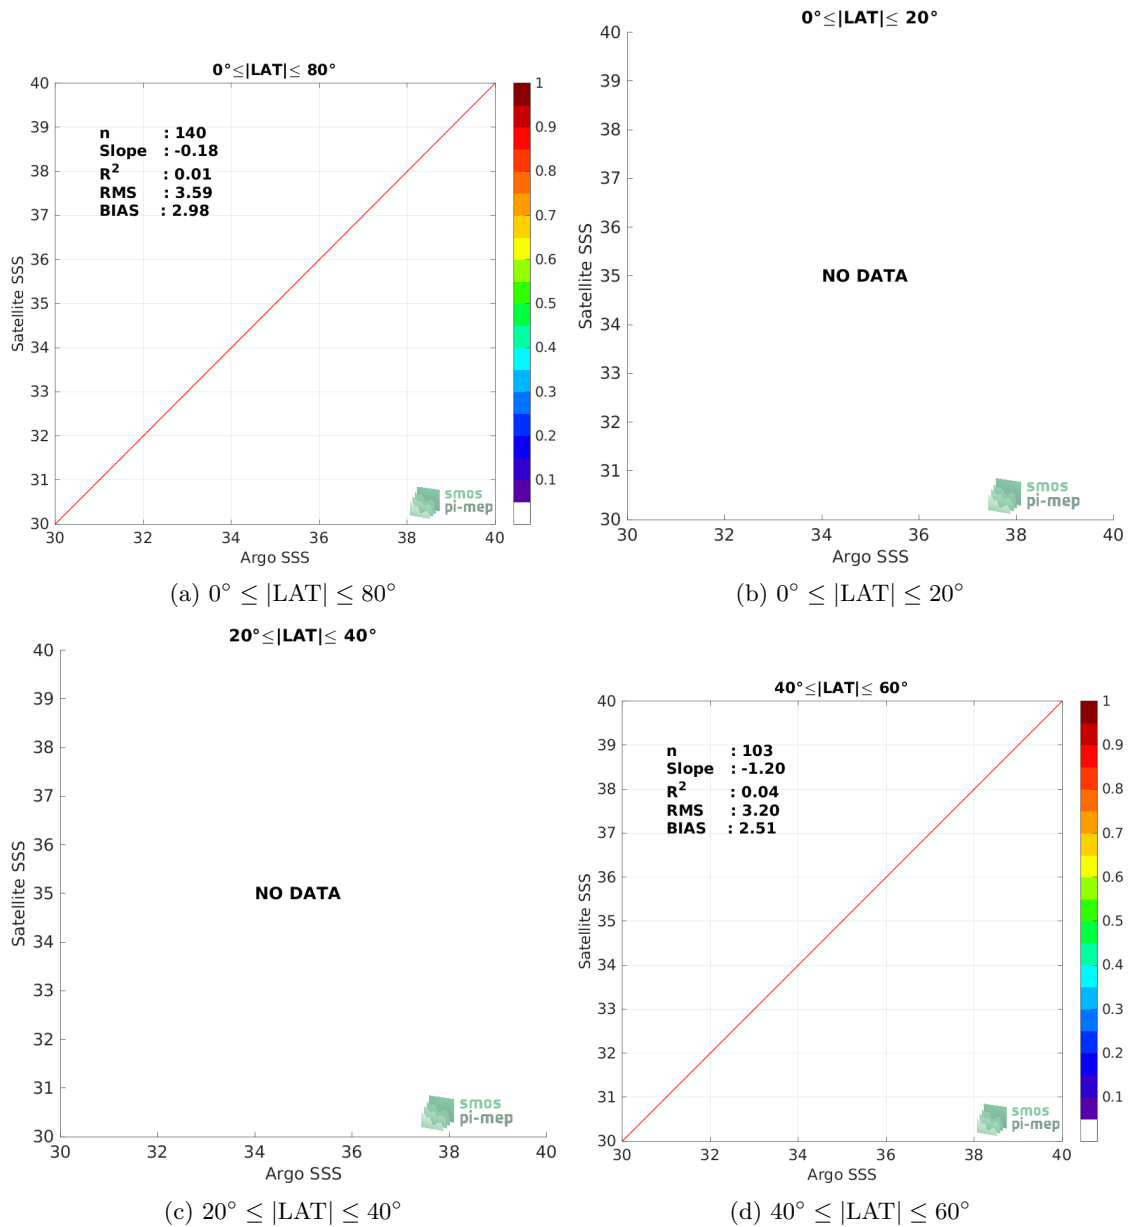 0°≤|LAT|≤ 80°
n : 140
Slope : -0.18
R² : 0.01
RMS : 3.59
BIAS : 2.98
40
39
38
37
36
35
34
33
32
31
30
30 32 34 36 38 40
Satellite SSS
Argo SSS
1
0.9
0.8
0.7
0.6
0.5
0.4
0.3
0.2
0.1
smos
pi-mep
(a) 0° ≤ |LAT| ≤ 80°
0°≤|LAT|≤ 20°
40
39
38
37
36
35
34
33
32
31
30
30 32 34 36 38 40
Satellite SSS
NO DATA
Argo SSS
smos
pi-mep
(b) 0° ≤ |LAT| ≤ 20°
20°≤|LAT|≤ 40°
40
39
38
37
36
35
34
33
32
31
30
30 32 34 36 38 40
Satellite SSS
NO DATA
Argo SSS
smos
pi-mep
(c) 20° ≤ |LAT| ≤ 40°
40°≤|LAT|≤ 60°
n : 103
Slope : -1.20
R² : 0.04
RMS : 3.20
BIAS : 2.51
40
39
38
37
36
35
34
33
32
31
30
30 32 34 36 38 40
Satellite SSS
Argo SSS
1
0.9
0.8
0.7
0.6
0.5
0.4
0.3
0.2
0.1
smos
pi-mep
(d) 40° ≤ |LAT| ≤ 60°